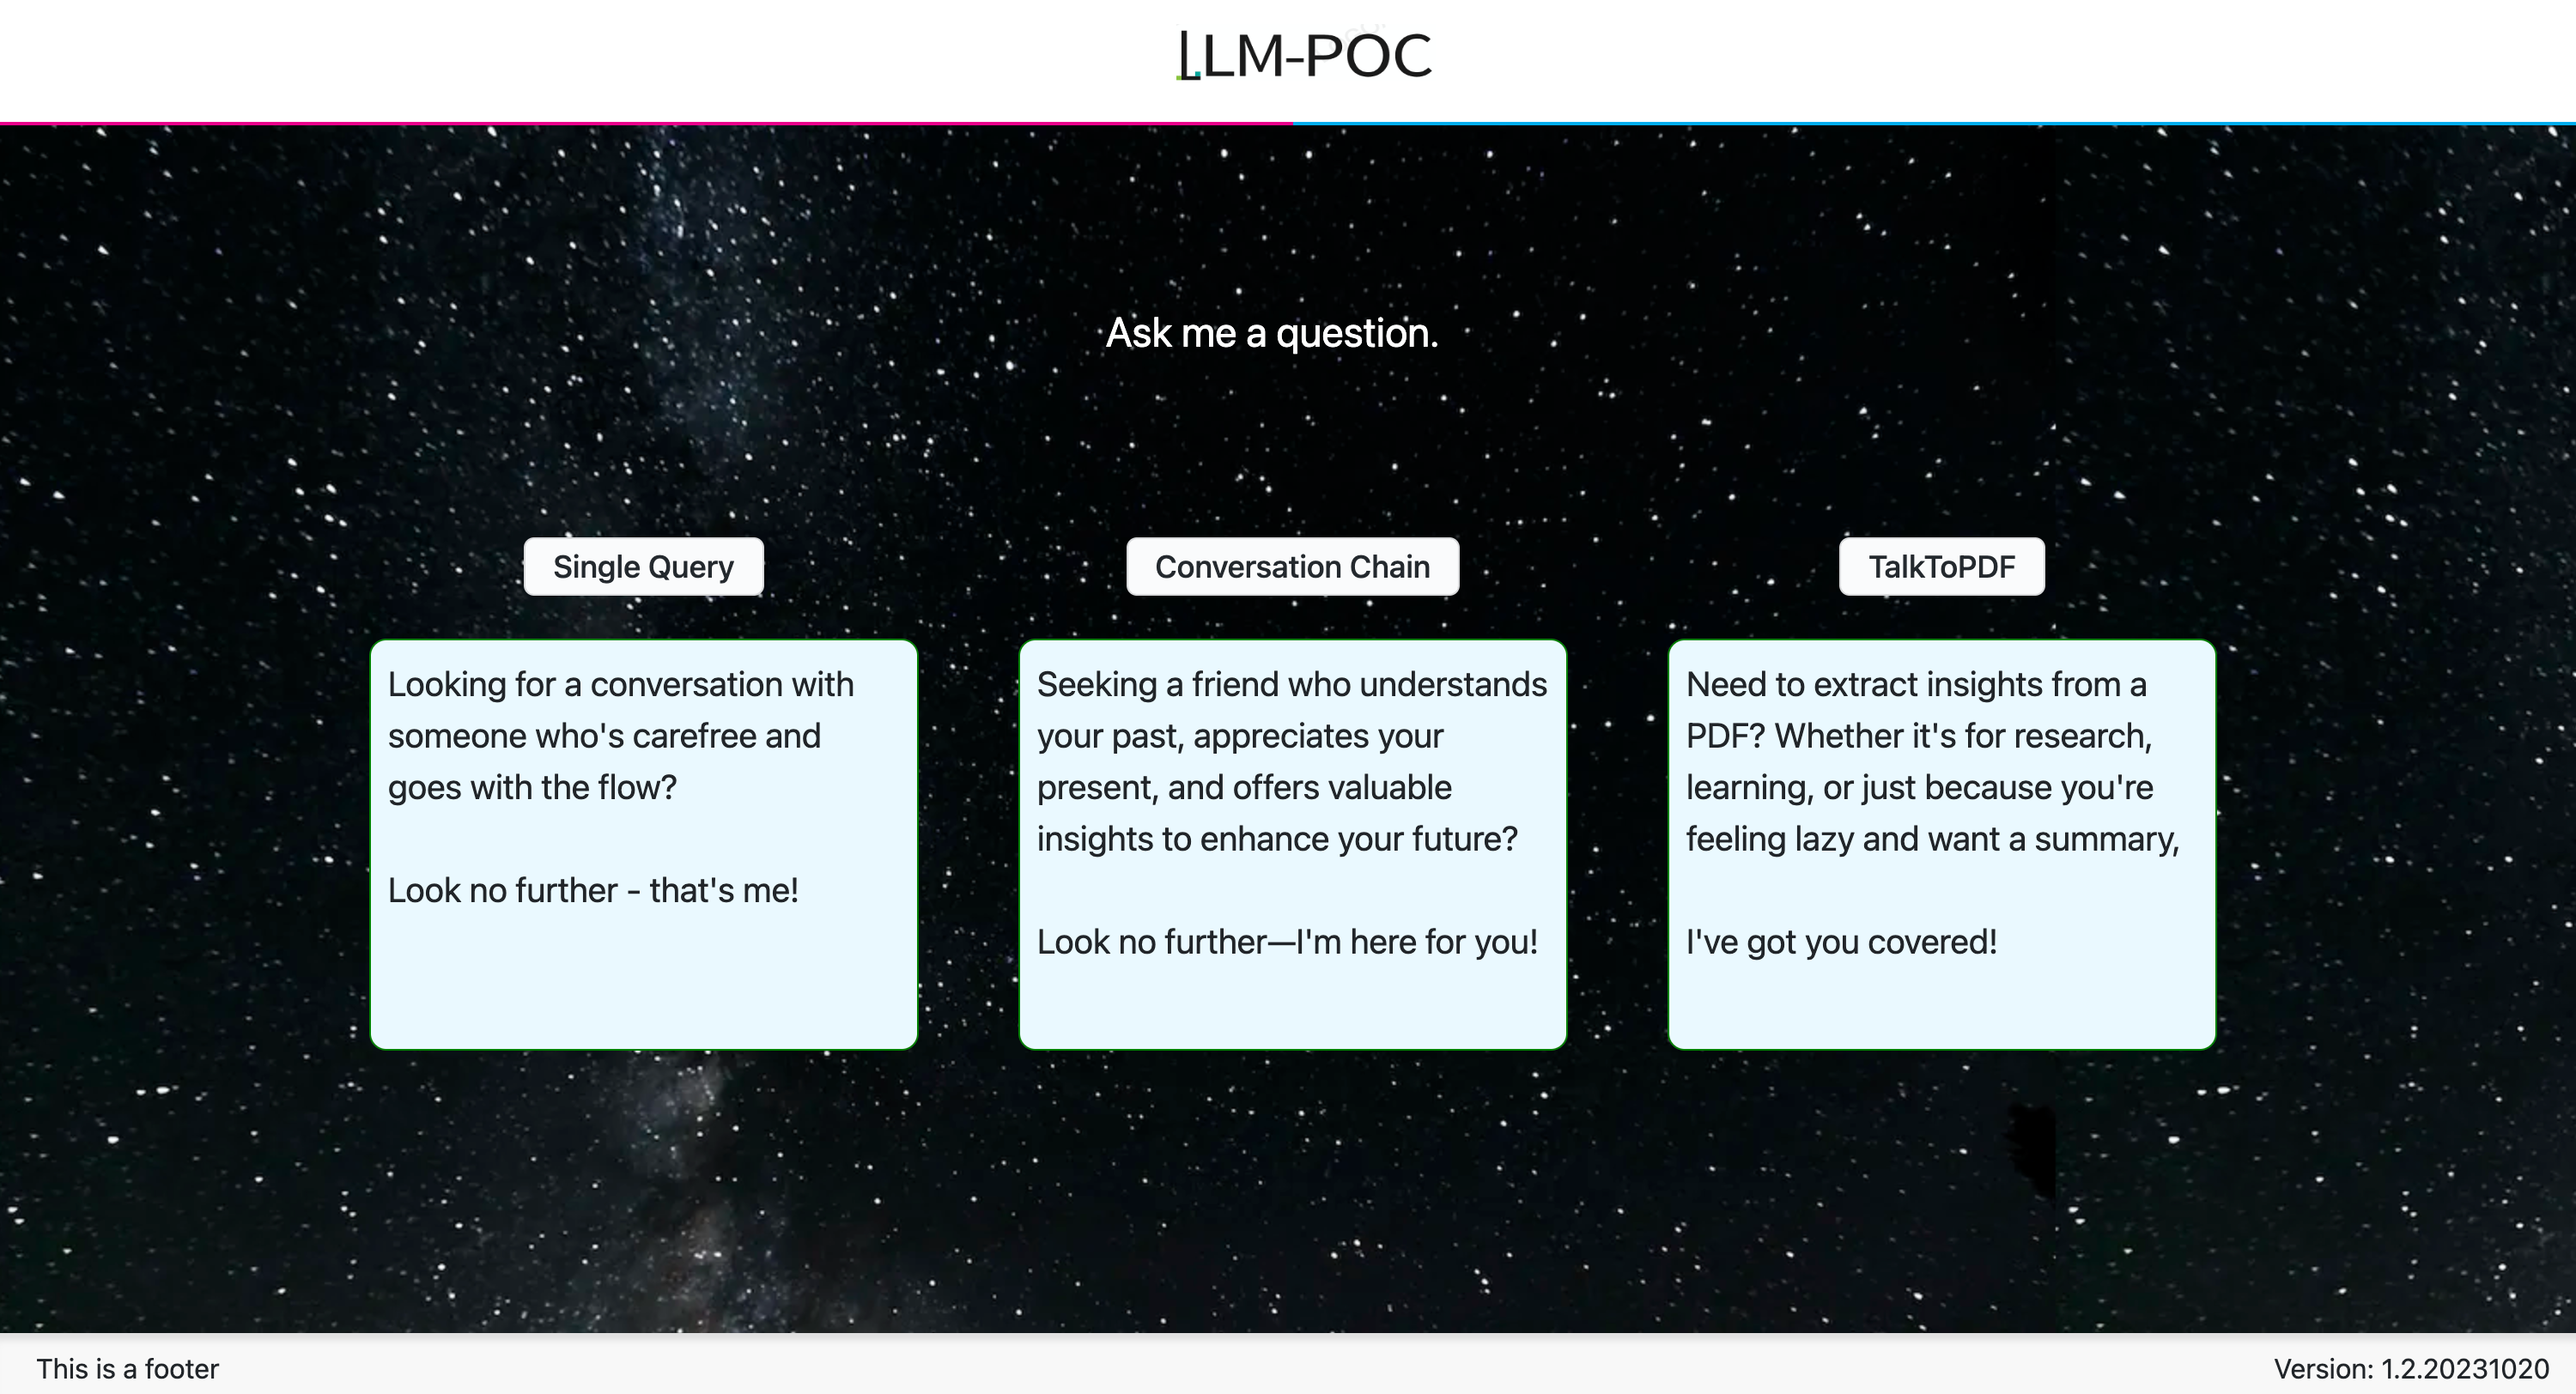 LLM-POC
Ask me a question.
Single Query
Conversation Chain
TalkToPDF
Looking for a conversation with
someone who's carefree and
goes with the flow?
Look no further - that's me!
Seeking a friend who understands
your past, appreciates your
present, and offers valuable
insights to enhance your future?
Look no further—I'm here for you!
Need to extract insights from a
PDF? Whether it's for research,
learning, or just because you're
feeling lazy and want a summary,
I've got you covered!
This is a footer
Version: 1.2.20231020